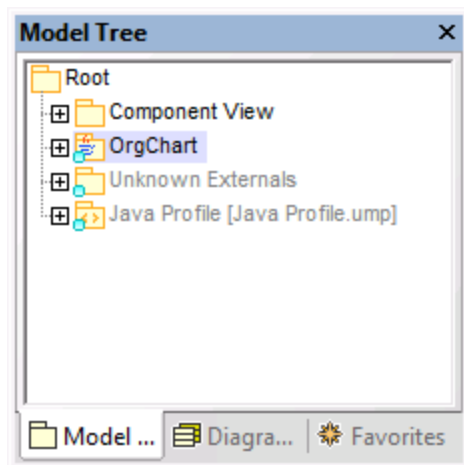 Model Tree
Root
Component View
OrgChart
Unknown Externals
Java Profile [Java Profile.ump]
Model ... Diagra... Favorites